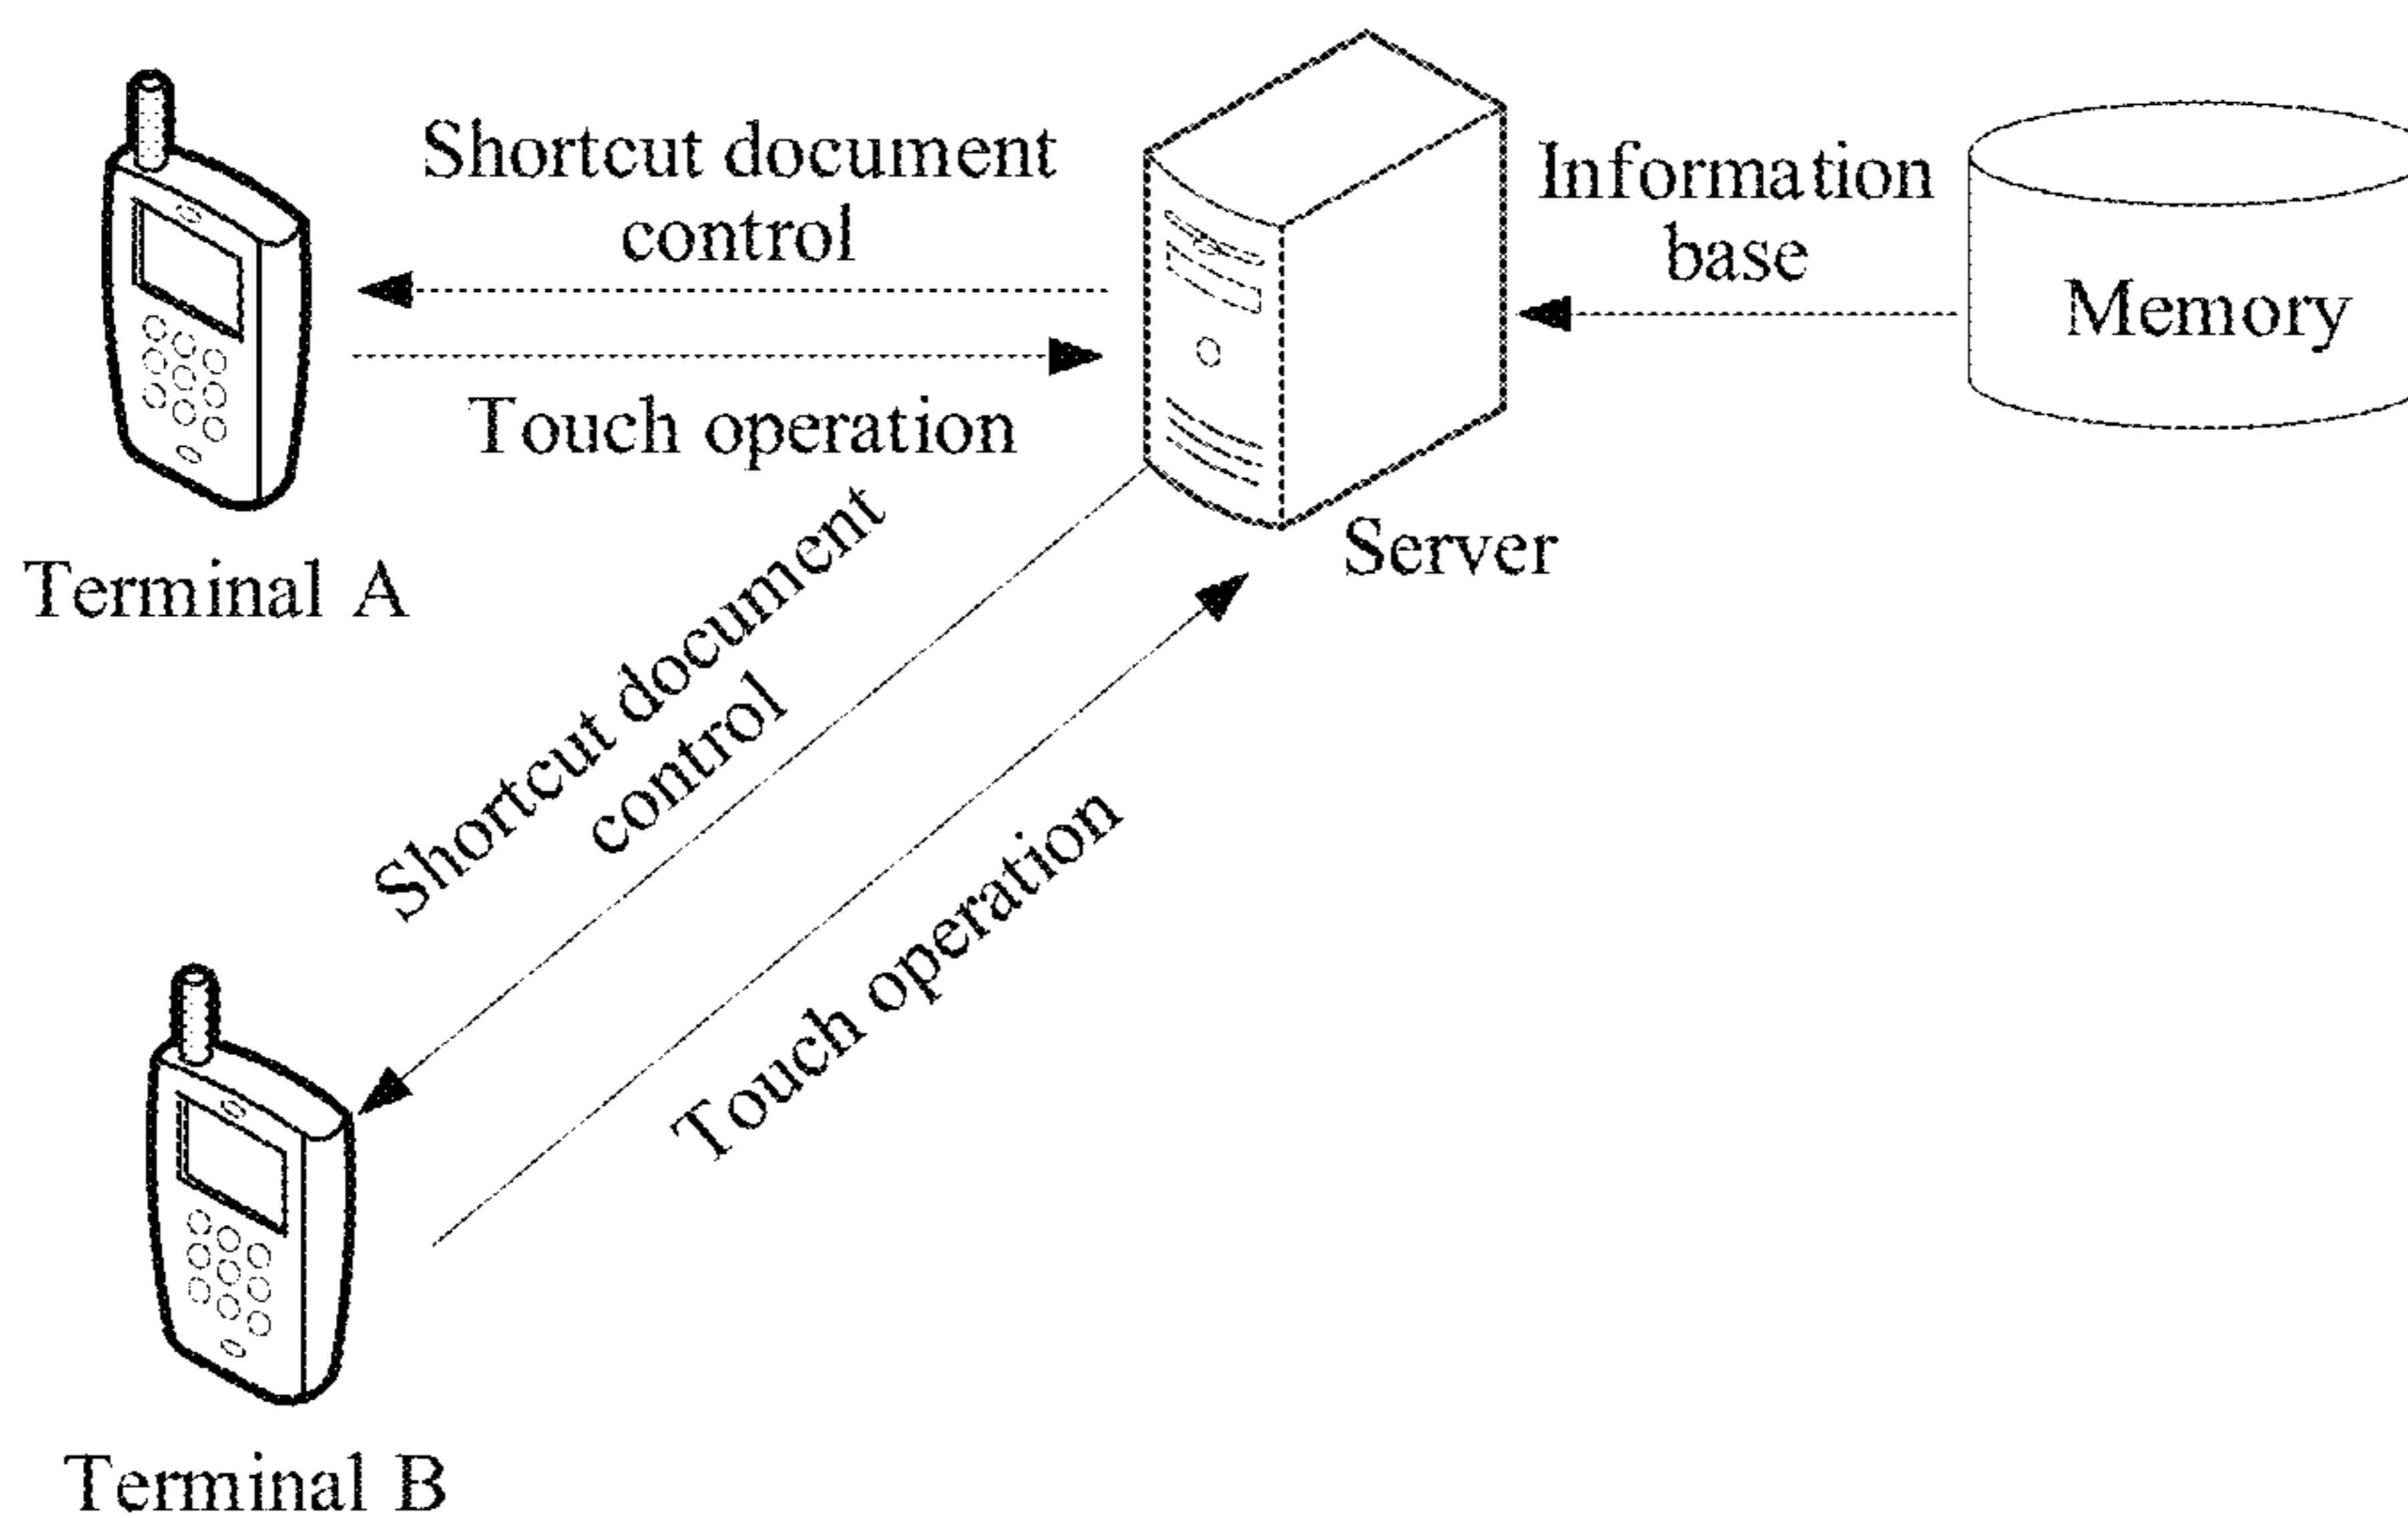 Shortcut document
control
Information
base
Memory
Touch operation
Server
Terminal A
Shortcut document
control
Touch operation
Terminal B